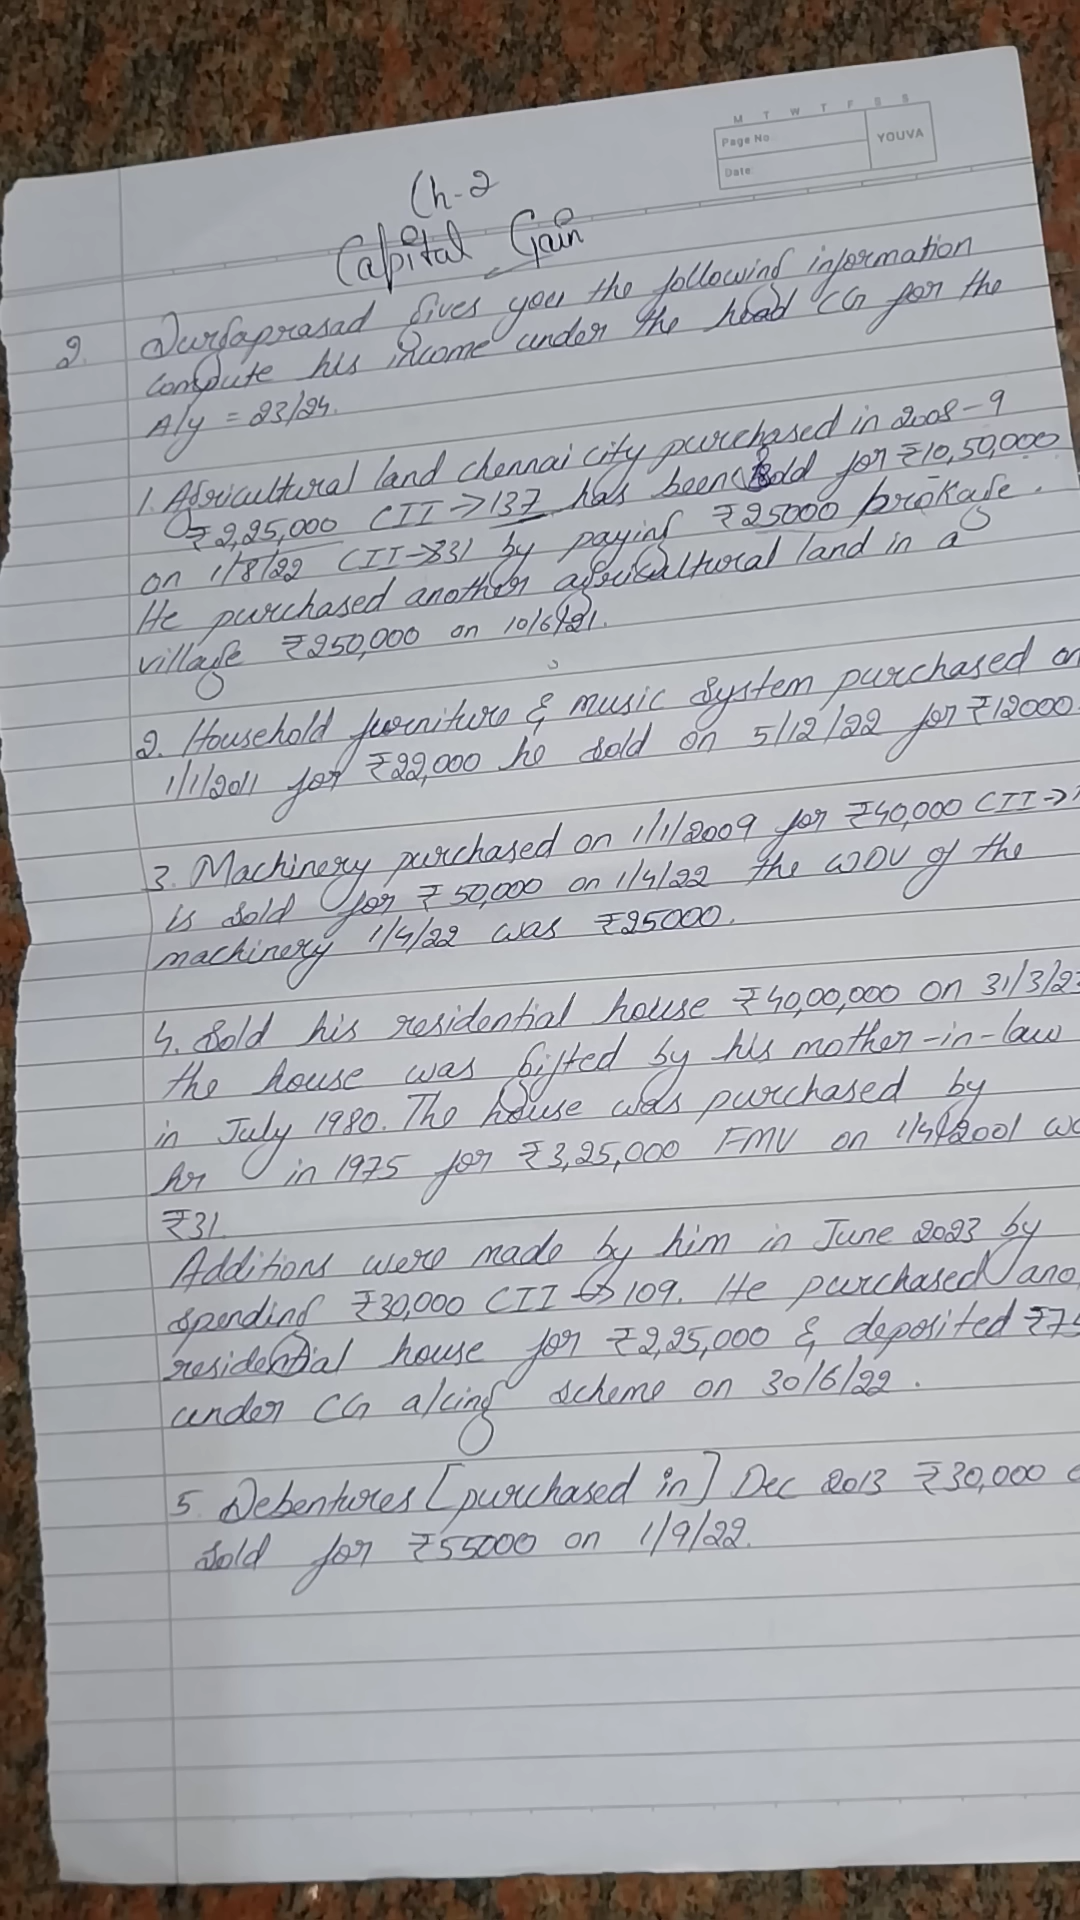 M T W T F S S
Page No
YOUVA
Date
Ch-2
Capital Gain
2. Durgaprasad gives you the following information
compute his income under the head CG for the
A/y = 23/24.
1. Agricultural land chennai city purchased in 2008-9
₹2,25,000 CII → 137 has been sold for ₹10,50,000
on 1/8/22 CII→331 by paying ₹25000 brokage.
He purchased another agricultural land in a
village ₹250,000 on 10/6/21.
2. Household furniture & music system purchased on
1/1/2011 for ₹22,000 he sold on 5/12/22 for ₹12000
3. Machinery purchased on 1/1/2009 for ₹40,000 CII →
is sold for ₹50,000 on 1/4/22 the WDV of the
machinery 1/4/22 was ₹25000.
4. Sold his residential house ₹40,00,000 on 31/3/23
the house was gifted by his mother-in-law
in July 1980. The house was purchased by
hr in 1975 for ₹3,25,000 FMV on 1/4/2001
₹31.
Additions were made by him in June 2023 by
spending ₹30,000 CII 109. He purchased ano
residential house for ₹2,25,000 & deposited ₹75
under CG a/cing scheme on 30/6/22.
5. Debentures [purchased in] Dec 2013 ₹30,000
sold for ₹55000 on 1/9/22.